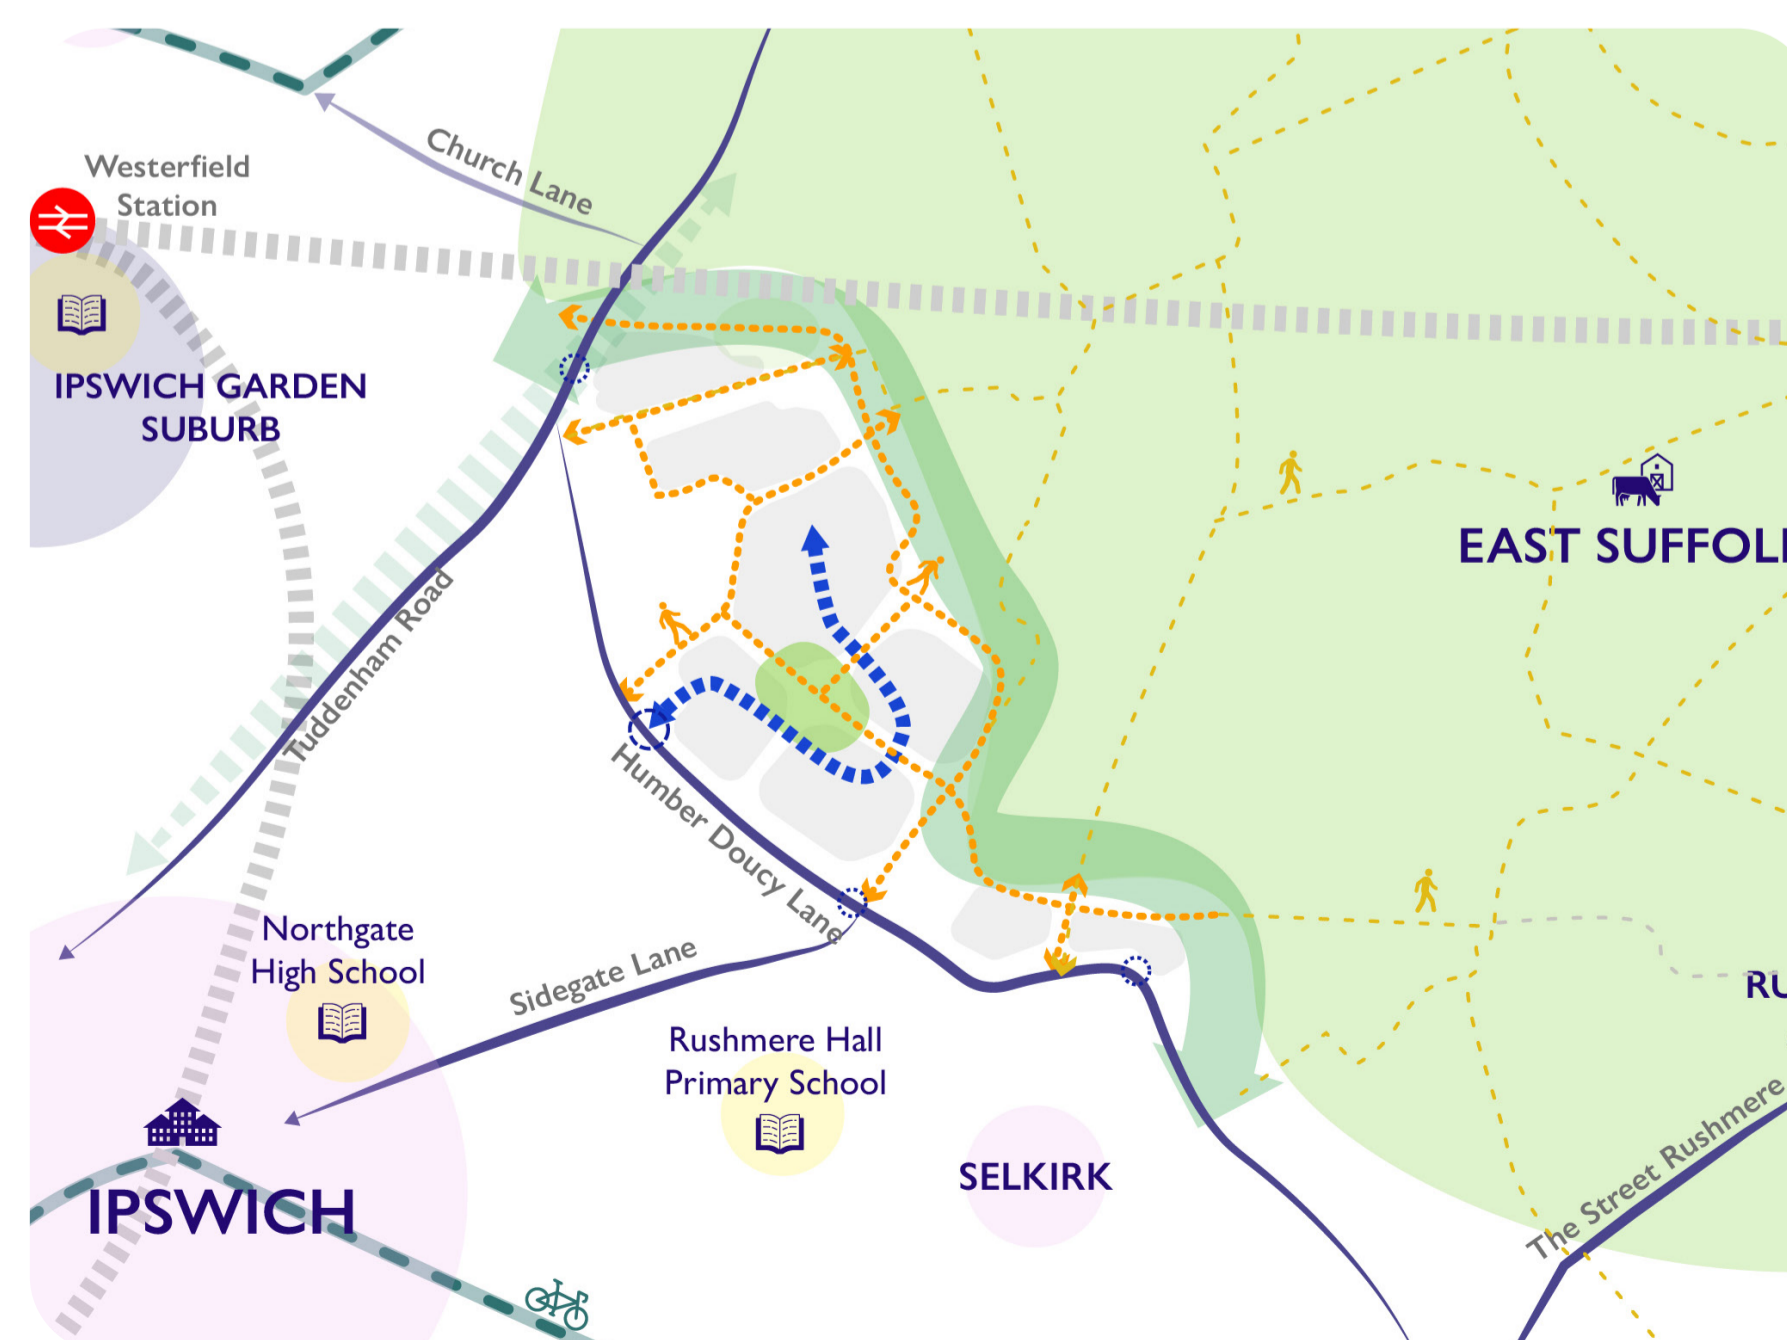 Church Lane
Westerfield
Station
IPSWICH GARDEN
SUBURB
Tuddenham Road
EAST SUFFOL
Humber Doucy Lane
Northgate
High School
Sidegate Lane
RU
Rushmere Hall
Primary School
SELKIRK
IPSWICH
The Street Rushmere